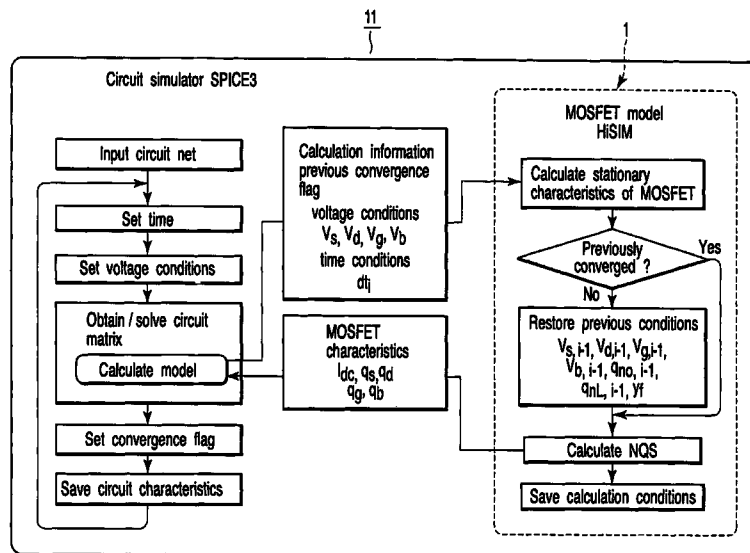 11
1
Circuit simulator SPICE3
Input circuit net
Set time
Set voltage conditions
Obtain / solve circuit
matrix
Calculate model
Set convergence flag
Save circuit characteristics
Calculation information
previous convergence
flag
voltage conditions
Vs, Vd, Vg, Vb
time conditions
dti
MOSFET
characteristics
Idc, qs, qd
qg, qb
MOSFET model
HiSIM
Calculate stationary
characteristics of MOSFET
Previously
converged ?
Yes
No
Restore previous conditions
Vs, i-1, Vd, i-1, Vg, i-1,
Vb, i-1, qno, i-1,
qnL, i-1, yf
Calculate NQS
Save calculation conditions